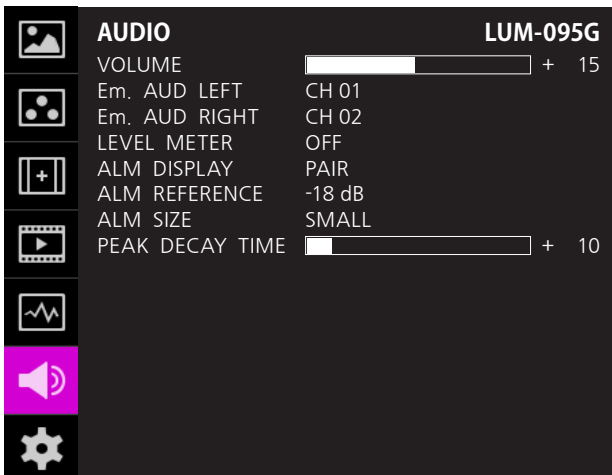 AUDIO LUM-095G
VOLUME + 15
Em. AUD LEFT CH 01
Em. AUD RIGHT CH 02
LEVEL METER OFF
ALM DISPLAY PAIR
ALM REFERENCE -18 dB
ALM SIZE SMALL
PEAK DECAY TIME + 10